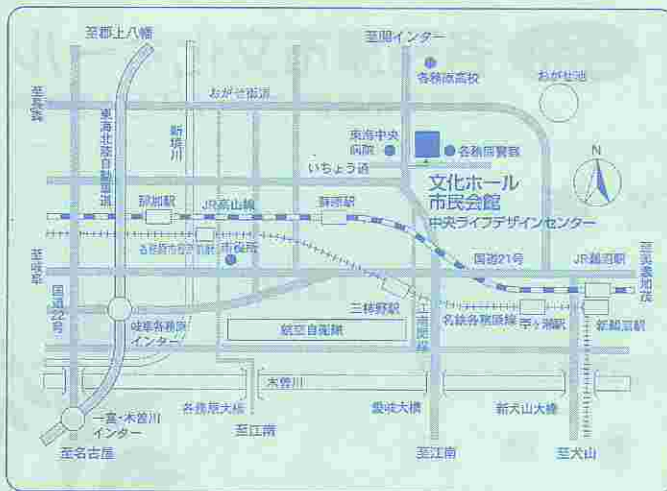 至郡上八幡
至関インター
各務原高校
おがせ池
おがせ街道
至長森
東海北陸自動車道
新境川
東海中央
病院
各務原警察
いちょう通
N
文化ホール
市民会館
中央ライフデザインセンター
那加駅
JR高山線
蘇原駅
各務原市役所前駅
市役所
至岐阜
国道21号
JR鵜沼駅
至美濃加茂
国道22号
三柿野駅
江南関線
岐阜各務原
インター
航空自衛隊
名鉄各務原線
苧ヶ瀬駅
新鵜沼駅
木曽川
各務原大橋
愛岐大橋
新犬山大橋
一宮・木曽川
インター
至江南
至名古屋
至江南
至犬山